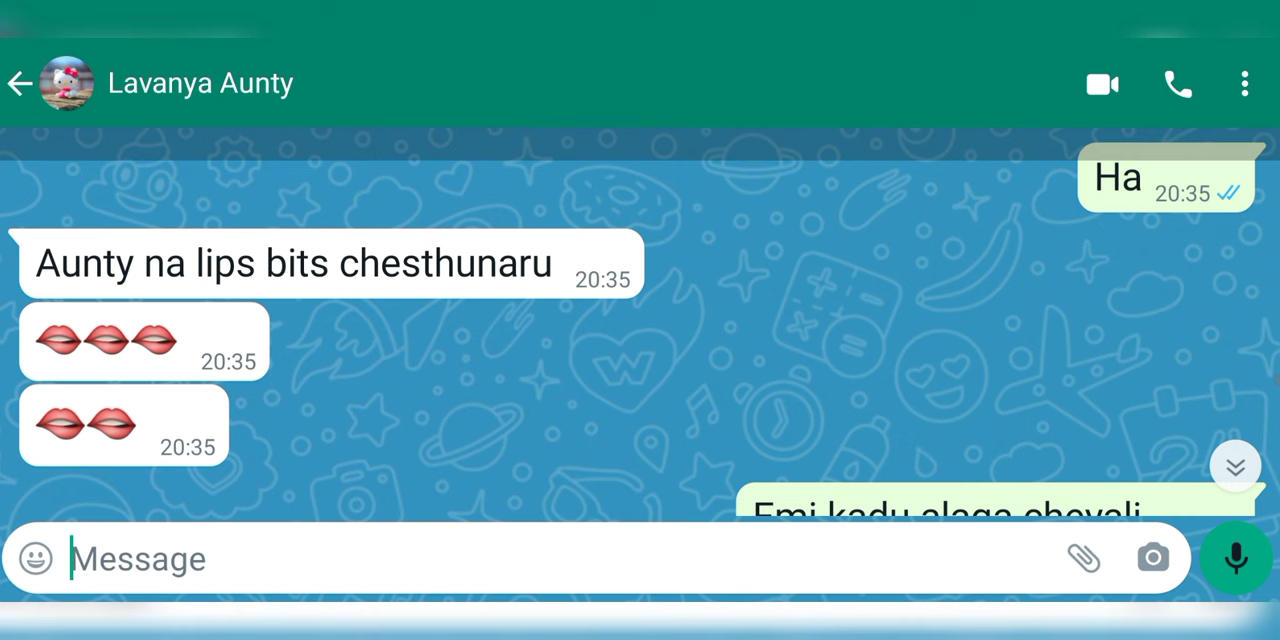 Lavanya Aunty
Ha 20:35
Aunty na lips bits chesthunaru 20:35
👄👄👄 20:35
👄👄 20:35
Emi kadu alaga cheyali
Message